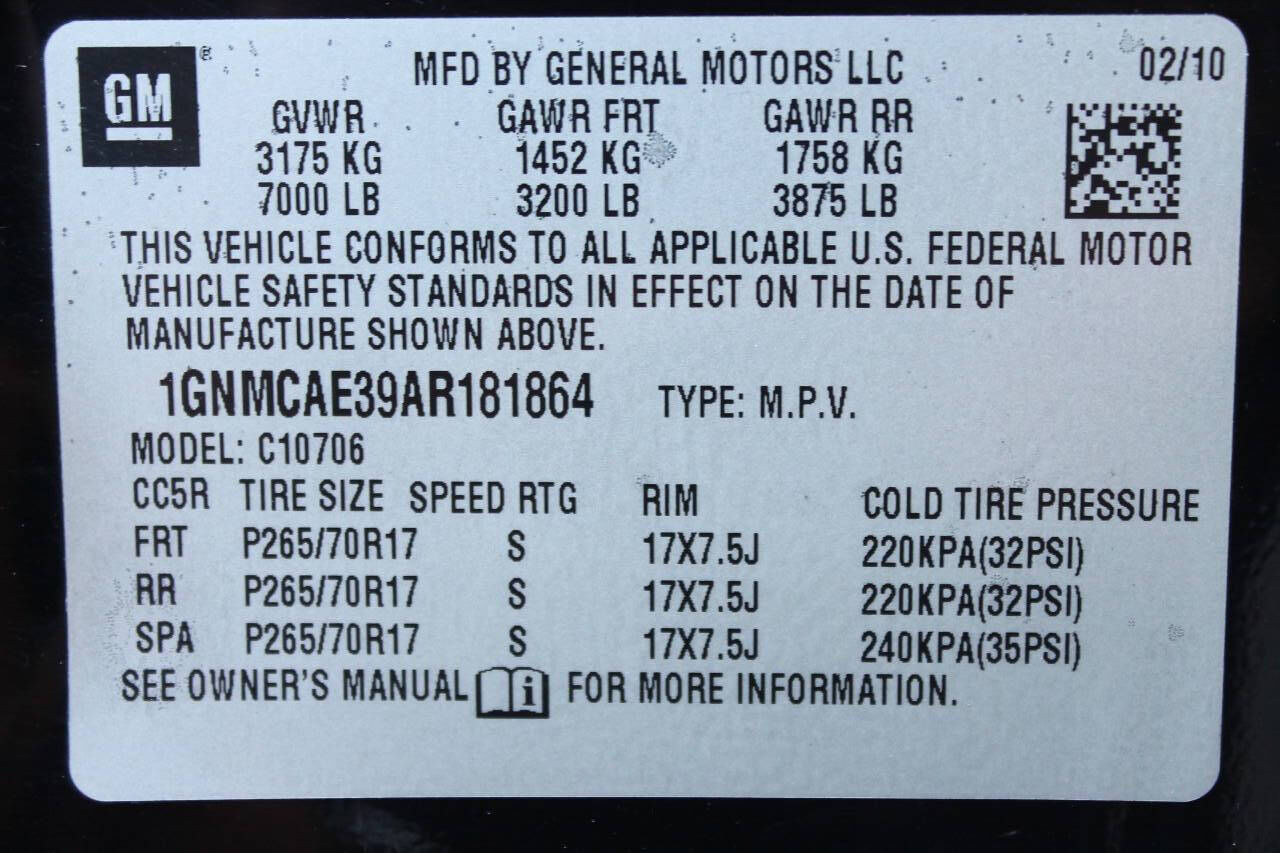 GM ® MFD BY GENERAL MOTORS LLC 02/10
GVWR GAWR FRT GAWR RR
3175 KG 1452 KG 1758 KG
7000 LB 3200 LB 3875 LB
THIS VEHICLE CONFORMS TO ALL APPLICABLE U.S. FEDERAL MOTOR
VEHICLE SAFETY STANDARDS IN EFFECT ON THE DATE OF
MANUFACTURE SHOWN ABOVE.
1GNMCAE39AR181864 TYPE: M.P.V.
MODEL: C10706
CC5R TIRE SIZE SPEED RTG RIM COLD TIRE PRESSURE
FRT P265/70R17 S 17X7.5J 220KPA(32PSI)
RR P265/70R17 S 17X7.5J 220KPA(32PSI)
SPA P265/70R17 S 17X7.5J 240KPA(35PSI)
SEE OWNER'S MANUAL i FOR MORE INFORMATION.